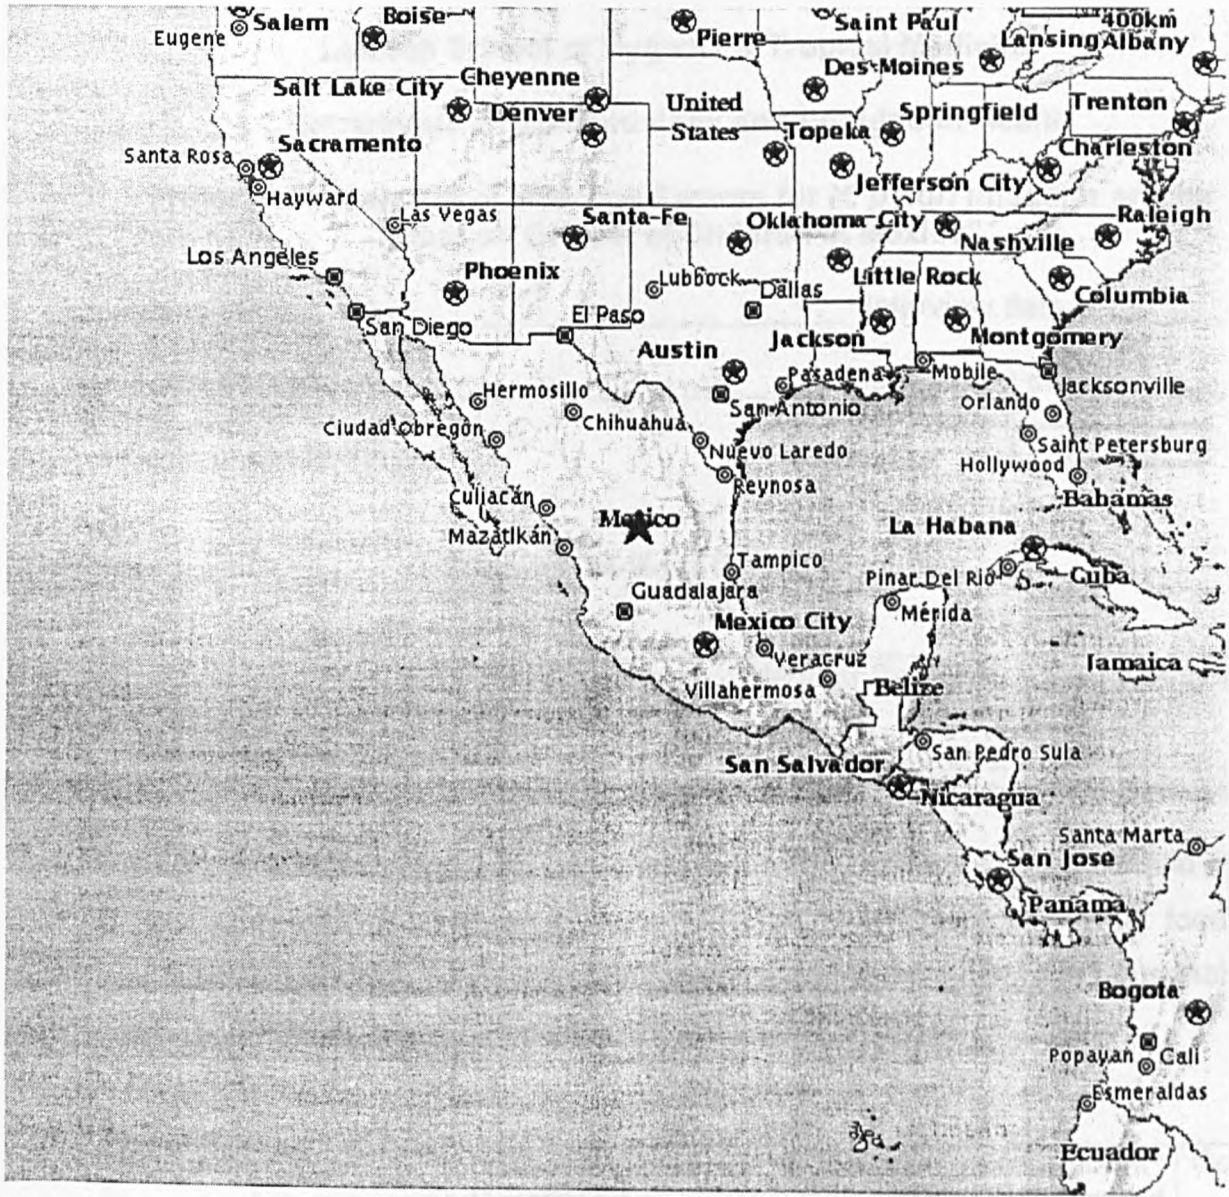 Salem
Boise
Eugene
Pierre
Saint Paul
400km
Lansing
Albany
Des-Moines
Cheyenne
Salt Lake City
Denver
United
States
Springfield
Trenton
Topeka
Sacramento
Charleston
Santa Rosa
Jefferson City
Hayward
Las Vegas
Santa-Fe
Oklahoma-City
Raleigh
Nashville
Los Angeles
Phoenix
Lubbock
Dallas
Little Rock
Columbia
San Diego
El Paso
Jackson
Montgomery
Austin
Pasadena
Mobile
Jacksonville
Hermosillo
San Antonio
Orlando
Chihuahua
Ciudad Obregón
Nuevo Laredo
Saint Petersburg
Hollywood
Reynosa
Culiacán
Bahamas
Mexico
La Habana
Mazatlkán
Tampico
Pinar Del Rio
Cuba
Guadalajara
Mérida
Mexico City
Veracruz
Jamaica
Villahermosa
Belize
San Pedro Sula
San Salvador
Nicaragua
Santa Marta
San José
Panama
Bogota
Popayan
Cali
Esmeraldas
Ecuador